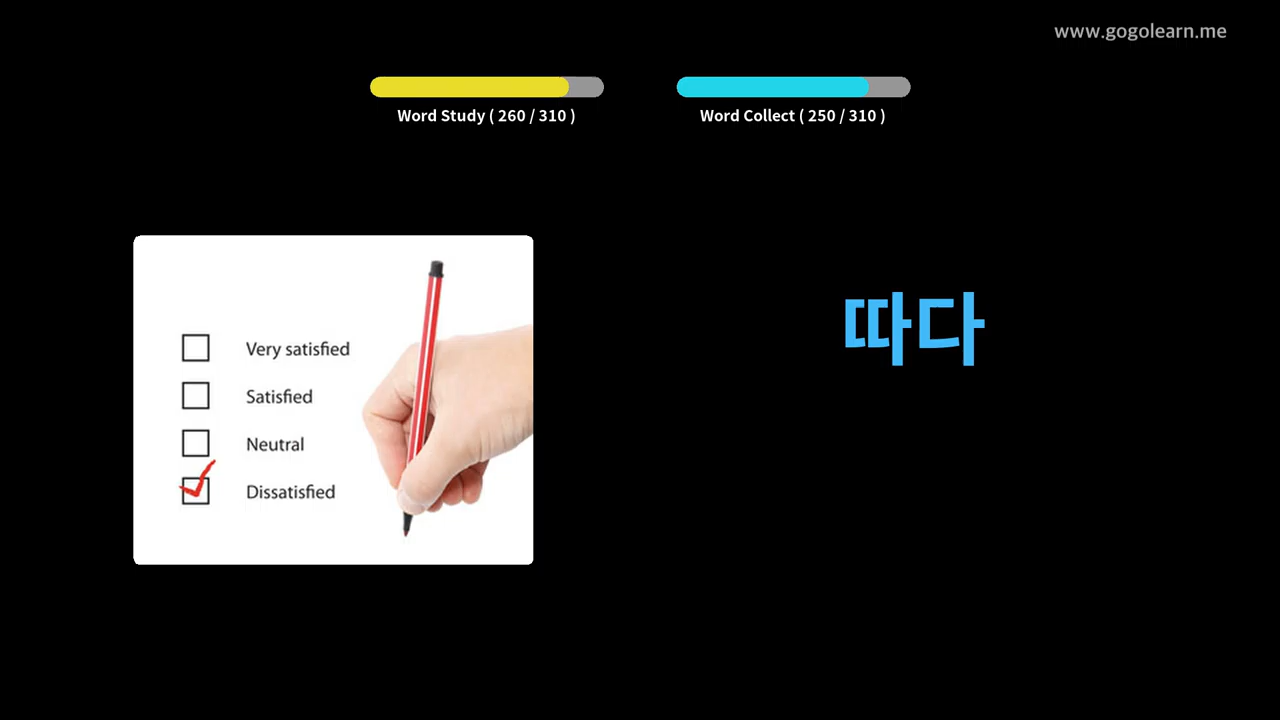 www.gogolearn.me
Word Study ( 260 / 310 )
Word Collect ( 250 / 310 )
Very satisfied
Satisfied
Neutral
Dissatisfied
따다